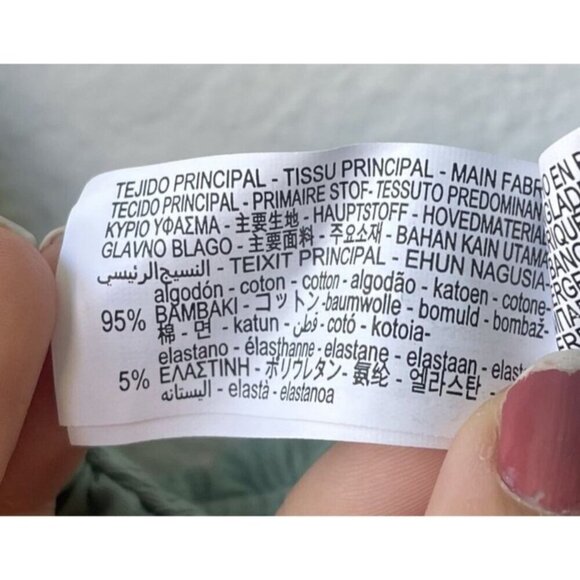 TEJIDO PRINCIPAL - TISSU PRINCIPAL - MAIN FABR
TECIDO PRINCIPAL - PRIMAIRE STOF- TESSUTO PREDOMINAN
ΚΥΡΙΟ ΥΦΑΣΜΑ - 主要生地 - HAUPTSTOFF - HOVEDMATERIAL
GLAVNO BLAGO - 主要面料 - 주요소재 - BAHAN KAIN UTAMA
النسيج الرئيسي - TEIXIT PRINCIPAL - EHUN NAGUSIA-
algodón - coton - cotton - algodão - katoen - cotone-
95% ΒΑΜΒΑΚΙ - コットン-baumwolle - bomuld - bombaž-
棉 - 면 - katun - قطن - cotó - kotoia-
elastano - élasthanne - elastane - elastaan - elast
5% ΕΛΑΣΤΙΝΗ - ポリウレタン- 氨纶 - 엘라스탄 -
اليستانه - elastà - elastanoa